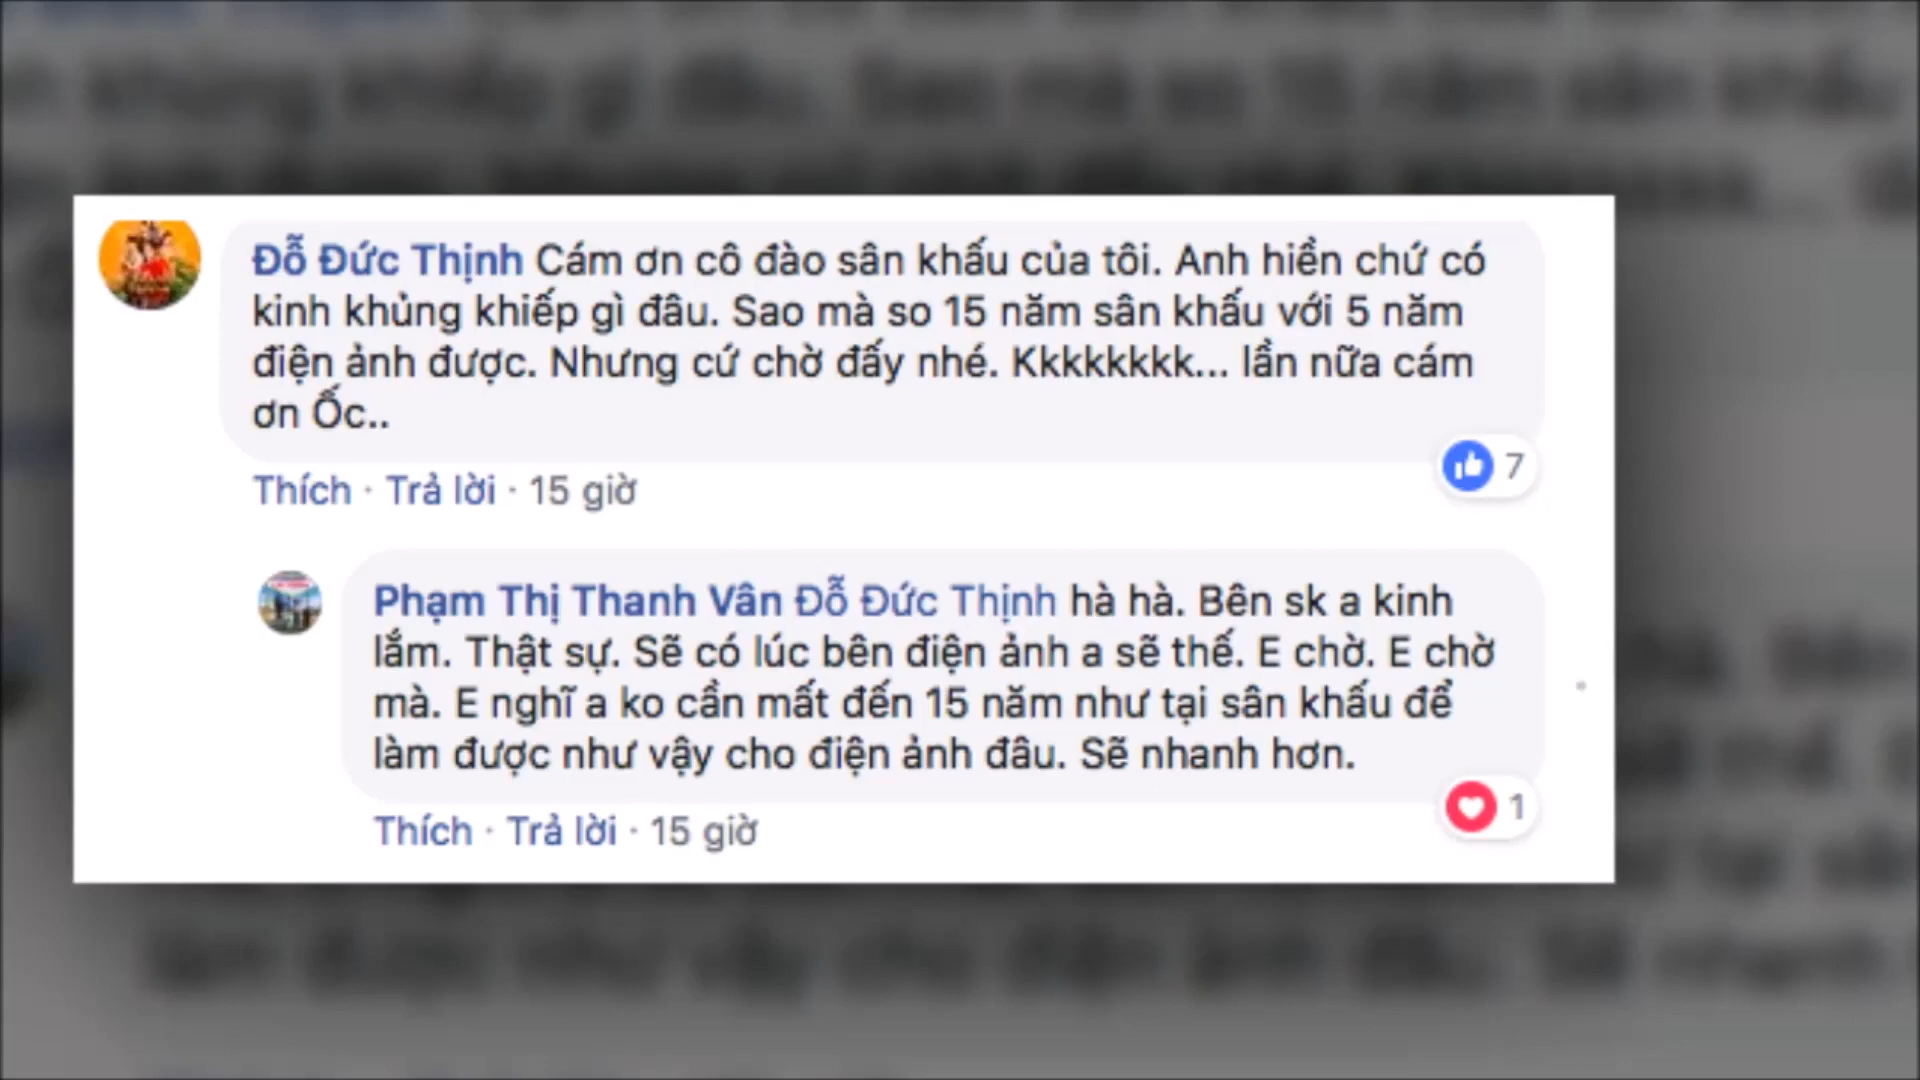 Đỗ Đức Thịnh Cám ơn cô đào sân khấu của tôi. Anh hiền chứ có
kinh khủng khiếp gì đâu. Sao mà so 15 năm sân khấu với 5 năm
điện ảnh được. Nhưng cứ chờ đấy nhé. Kkkkkkkk... lần nữa cám
ơn Ốc..
Thích · Trả lời · 15 giờ
7
Phạm Thị Thanh Vân Đỗ Đức Thịnh hà hà. Bên sk a kinh
lắm. Thật sự. Sẽ có lúc bên điện ảnh a sẽ thế. E chờ. E chờ
mà. E nghĩ a ko cần mất đến 15 năm như tại sân khấu để
làm được như vậy cho điện ảnh đâu. Sẽ nhanh hơn.
Thích · Trả lời · 15 giờ
1